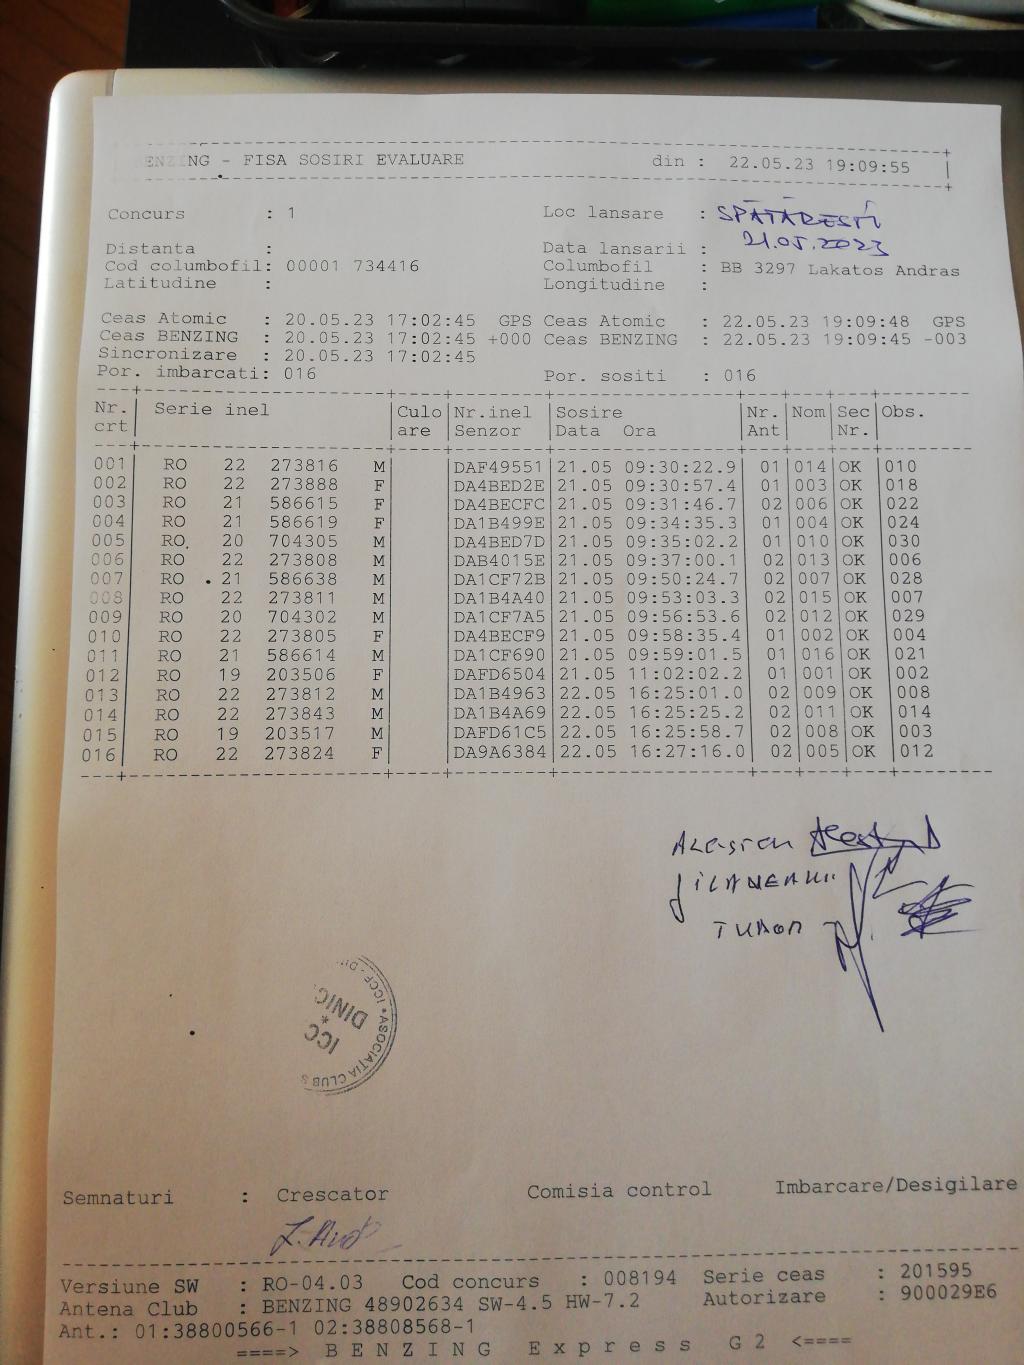 BENZING - FISA SOSIRI EVALUARE din : 22.05.23 19:09:55
Concurs : 1 Loc lansare : SPĂTĂREȘTI
Distanta : Data lansarii : 21.05.2023
Cod columbofil: 00001 734416 Columbofil : BB 3297 Lakatos Andras
Latitudine : Longitudine :
Ceas Atomic : 20.05.23 17:02:45 GPS Ceas Atomic : 22.05.23 19:09:48 GPS
Ceas BENZING : 20.05.23 17:02:45 +000 Ceas BENZING : 22.05.23 19:09:45 -003
Sincronizare : 20.05.23 17:02:45
Por. imbarcati: 016 Por. sositi : 016
Nr. Serie inel Culo Nr.inel Sosire Nr. Nom Sec Obs.
crt are Senzor Data Ora Ant Nr.
001 RO 22 273816 M DAF49551 21.05 09:30:22.9 01 014 OK 010
002 RO 22 273888 F DA4BED2E 21.05 09:30:57.4 01 003 OK 018
003 RO 21 586615 F DA4BECFC 21.05 09:31:46.7 02 006 OK 022
004 RO 21 586619 F DA1B499E 21.05 09:34:35.3 01 004 OK 024
005 RO 20 704305 M DA4BED7D 21.05 09:35:02.2 01 010 OK 030
006 RO 22 273808 M DAB4015E 21.05 09:37:00.1 02 013 OK 006
007 RO 21 586638 M DA1CF72B 21.05 09:50:24.7 02 007 OK 028
008 RO 22 273811 M DA1B4A40 21.05 09:53:03.3 02 015 OK 007
009 RO 20 704302 M DA1CF7A5 21.05 09:56:53.6 02 012 OK 029
010 RO 22 273805 F DA4BECF9 21.05 09:58:35.4 01 002 OK 004
011 RO 21 586614 M DA1CF690 21.05 09:59:01.5 01 016 OK 021
012 RO 19 203506 F DAFD6504 21.05 11:02:02.2 01 001 OK 002
013 RO 22 273812 M DA1B4963 22.05 16:25:01.0 02 009 OK 008
014 RO 22 273843 M DA1B4A69 22.05 16:25:25.2 02 011 OK 014
015 RO 19 203517 M DAFD61C5 22.05 16:25:58.7 02 008 OK 003
016 RO 22 273824 F DA9A6384 22.05 16:27:16.0 02 005 OK 012
TUDOR
ASOCIAȚIA CLUB
Semnaturi : Crescator Comisia control Imbarcare/Desigilare
Versiune SW : RO-04.03 Cod concurs : 008194 Serie ceas : 201595
Antena Club : BENZING 48902634 SW-4.5 HW-7.2 Autorizare : 900029E6
Ant.: 01:38800566-1 02:38808568-1
====> BENZING Express G2 <====